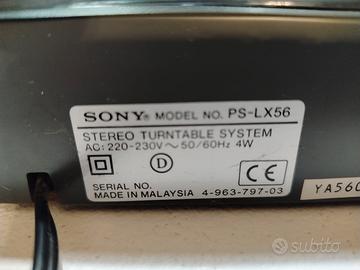 SONY® MODEL NO. PS-LX56
STEREO TURNTABLE SYSTEM
AC: 220-230V ~ 50/60Hz 4W
D
CE
SERIAL NO.
MADE IN MALAYSIA 4-963-797-03
YA560
subito